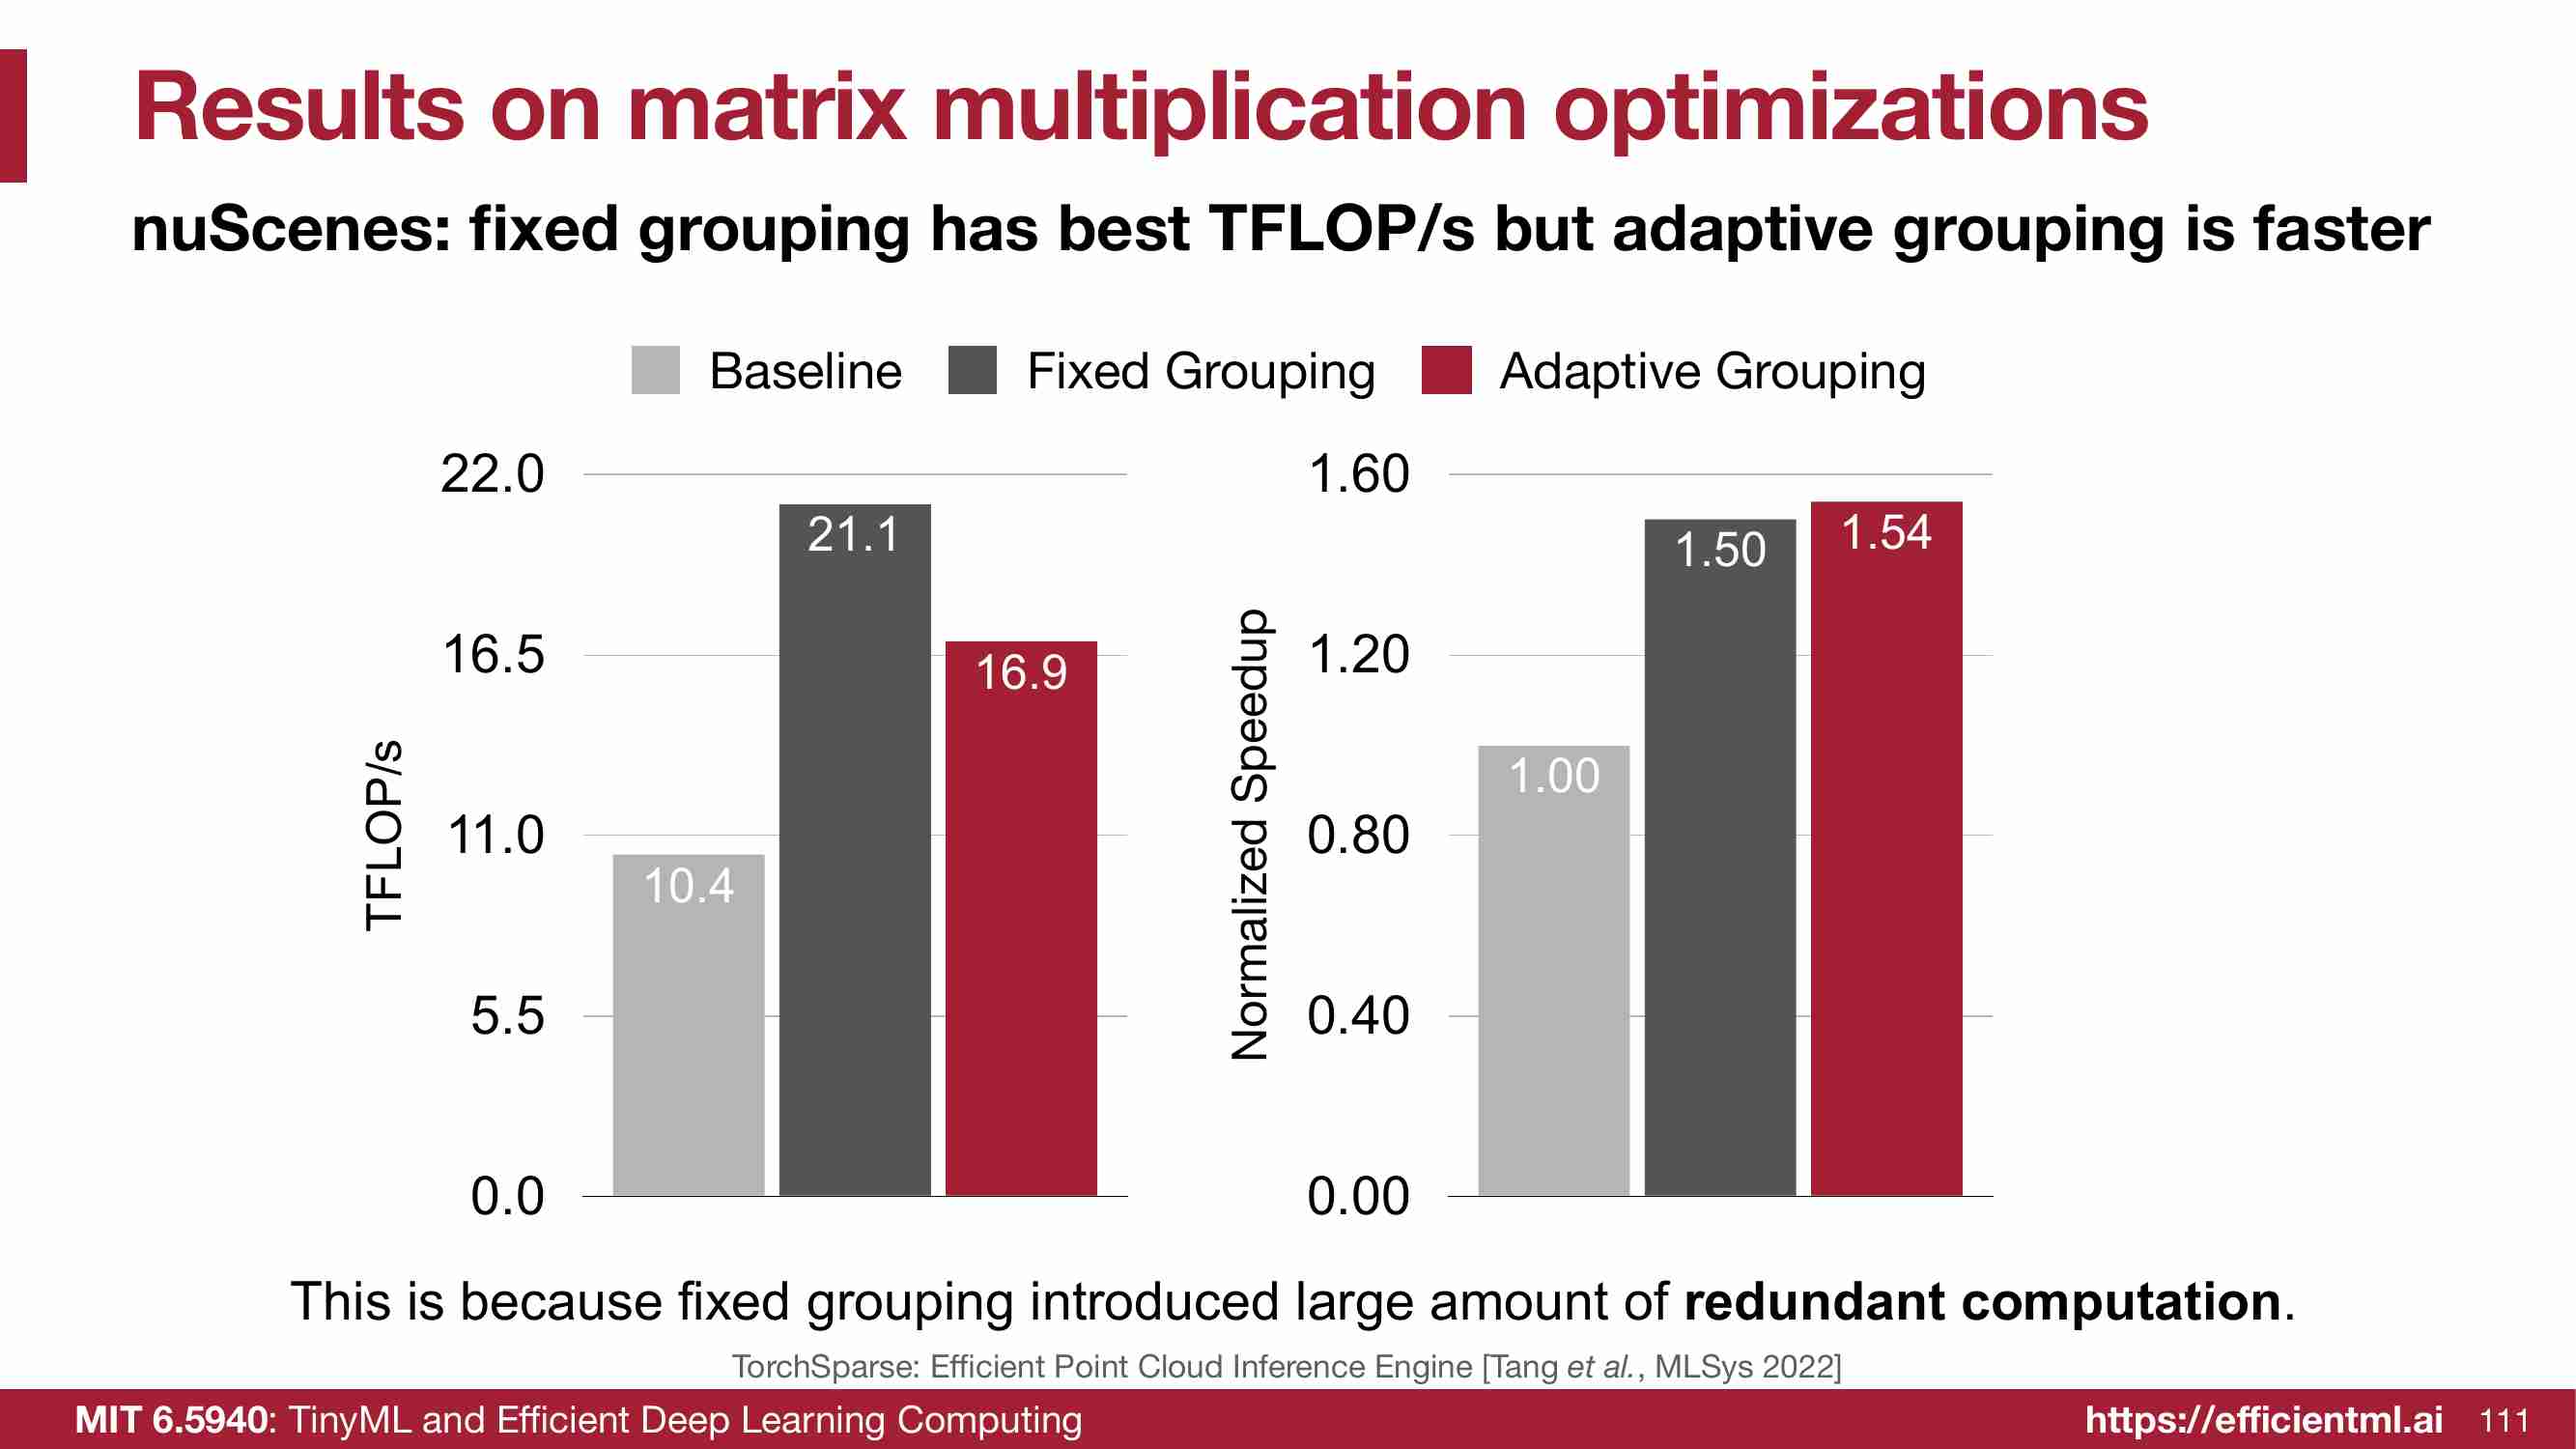 Results on matrix multiplication optimizations
nuScenes: fixed grouping has best TFLOP/s but adaptive grouping is faster
Baseline
Fixed Grouping
Adaptive Grouping
TFLOP/s
22.0
16.5
11.0
5.5
0.0
10.4
21.1
16.9
Normalized Speedup
1.60
1.20
0.80
0.40
0.00
1.00
1.50
1.54
This is because fixed grouping introduced large amount of redundant computation.
TorchSparse: Efficient Point Cloud Inference Engine [Tang et al., MLSys 2022]
MIT 6.5940: TinyML and Efficient Deep Learning Computing
https://efficientml.ai
111